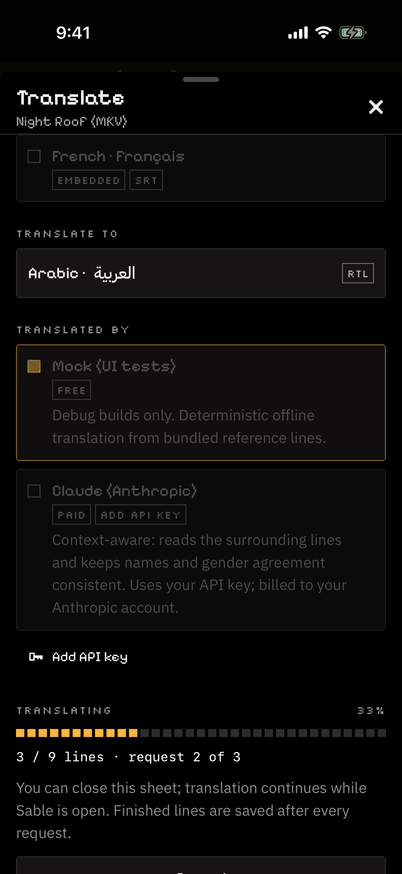 9:41
Translate
Night Roof (MKV)
French · Français
EMBEDDED SRT
TRANSLATE TO
Arabic · العربية RTL
TRANSLATED BY
Mock (UI tests)
FREE
Debug builds only. Deterministic offline
translation from bundled reference lines.
Claude (Anthropic)
PAID ADD API KEY
Context-aware: reads the surrounding lines
and keeps names and gender agreement
consistent. Uses your API key; billed to your
Anthropic account.
Add API key
TRANSLATING 33%
3 / 9 lines · request 2 of 3
You can close this sheet; translation continues while
Sable is open. Finished lines are saved after every
request.